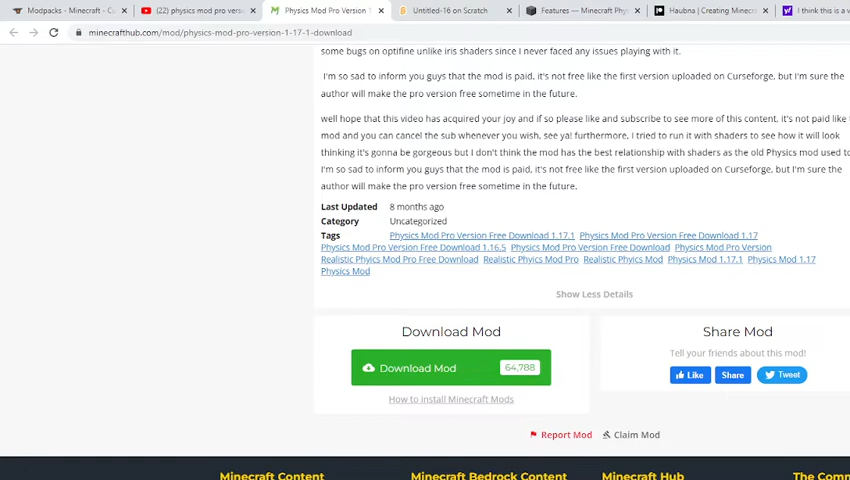 Modpacks - Minecraft - Cu
(22) physics mod pro versi
Physics Mod Pro Version 1
Untitled-16 on Scratch
Features — Minecraft Phy
Haubna | Creating Minecr
I think this is a v
minecrafthub.com/mod/physics-mod-pro-version-1-17-1-download
some bugs on optifine unlike iris shaders since I never faced any issues playing with it.
I'm so sad to inform you guys that the mod is paid, it's not free like the first version uploaded on Curseforge, but I'm sure the
author will make the pro version free sometime in the future.
well hope that this video has acquired your joy and if so please like and subscribe to see more of this content, it's not paid like
mod and you can cancel the sub whenever you wish, see ya! furthermore, I tried to run it with shaders to see how it will look
thinking it's gonna be gorgeous but I don't think the mod has the best relationship with shaders as the old Physics mod used to
I'm so sad to inform you guys that the mod is paid, it's not free like the first version uploaded on Curseforge, but I'm sure the
author will make the pro version free sometime in the future.
Last Updated 8 months ago
Category Uncategorized
Tags Physics Mod Pro Version Free Download 1.17.1 Physics Mod Pro Version Free Download 1.17
Physics Mod Pro Version Free Download 1.16.5 Physics Mod Pro Version Free Download Physics Mod Pro Version
Realistic Phyics Mod Pro Free Download Realistic Phyics Mod Pro Realistic Phyics Mod Physics Mod 1.17.1 Physics Mod 1.17
Physics Mod
Show Less Details
Download Mod
Download Mod 64,788
How to install Minecraft Mods
Share Mod
Tell your friends about this mod!
Like Share Tweet
Report Mod Claim Mod
Minecraft Content Minecraft Bedrock Content Minecraft Hub The Comm